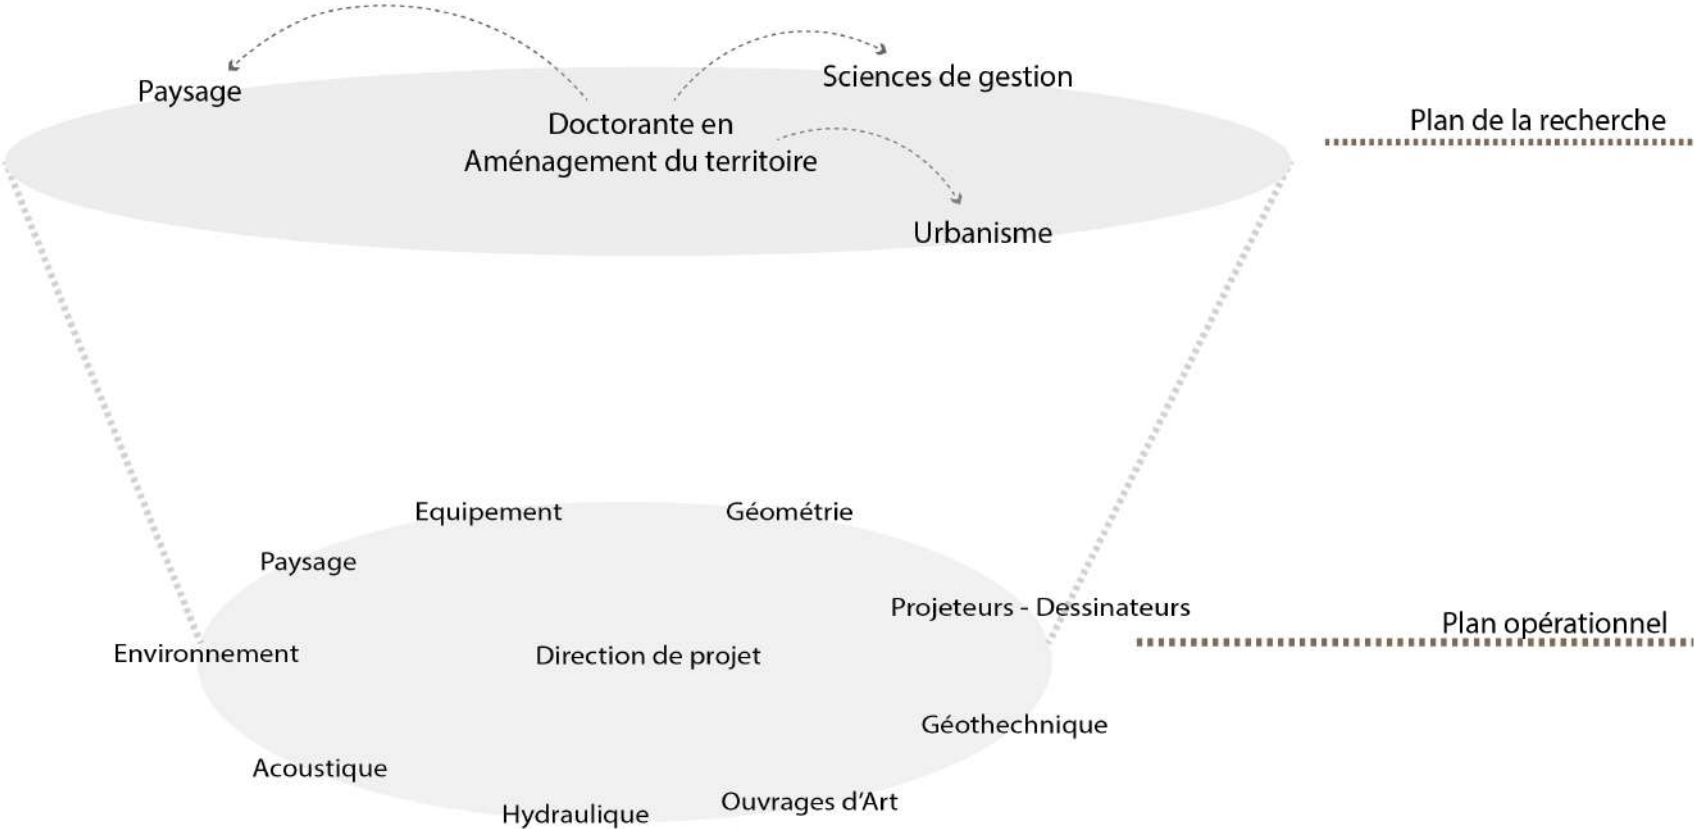 Paysage
Sciences de gestion
Doctorante en
Aménagement du territoire
Urbanisme
Plan de la recherche
Equipement
Géométrie
Paysage
Projeteurs - Dessinateurs
Environnement
Direction de projet
Plan opérationnel
Géothechnique
Acoustique
Hydraulique
Ouvrages d’Art